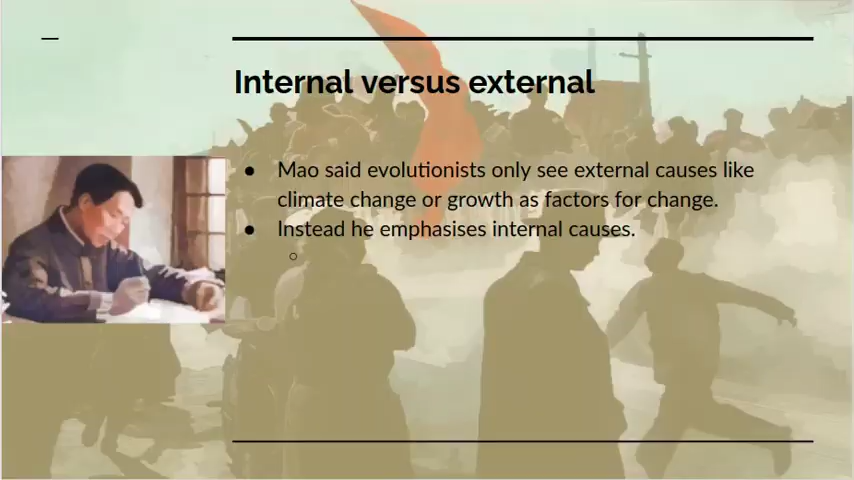 Internal versus external
● Mao said evolutionists only see external causes like
climate change or growth as factors for change.
● Instead he emphasises internal causes.
○